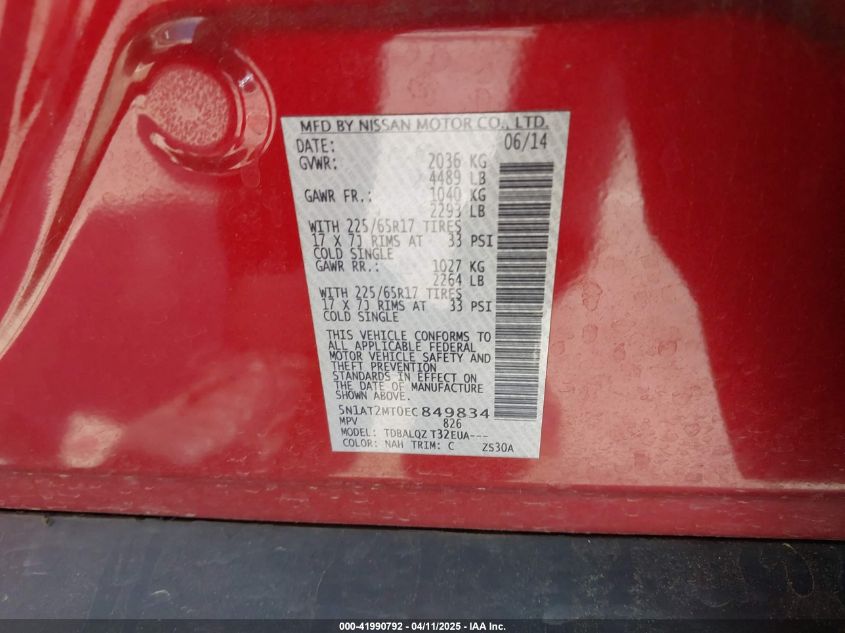 MFD BY NISSAN MOTOR CO., LTD.
DATE: 06/14
GVWR: 2036 KG
4489 LB
GAWR FR.: 1040 KG
2293 LB
WITH 225/65R17 TIRES
17 X 7J RIMS AT 33 PSI
COLD SINGLE
GAWR RR.: 1027 KG
2264 LB
WITH 225/65R17 TIRES
17 X 7J RIMS AT 33 PSI
COLD SINGLE
THIS VEHICLE CONFORMS TO
ALL APPLICABLE FEDERAL
MOTOR VEHICLE SAFETY AND
THEFT PREVENTION
STANDARDS IN EFFECT ON
THE DATE OF MANUFACTURE
SHOWN ABOVE.
5N1AT2MT0EC849834
MPV 826
MODEL: TDBALQZ T32EUA---
COLOR: NAH TRIM: C ZS30A
000-41990792 - 04/11/2025 - IAA Inc.